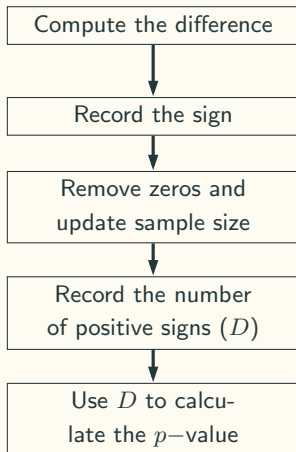 Compute the difference
Record the sign
Remove zeros and
update sample size
Record the number
of positive signs (D)
Use D to calcu-
late the p−value